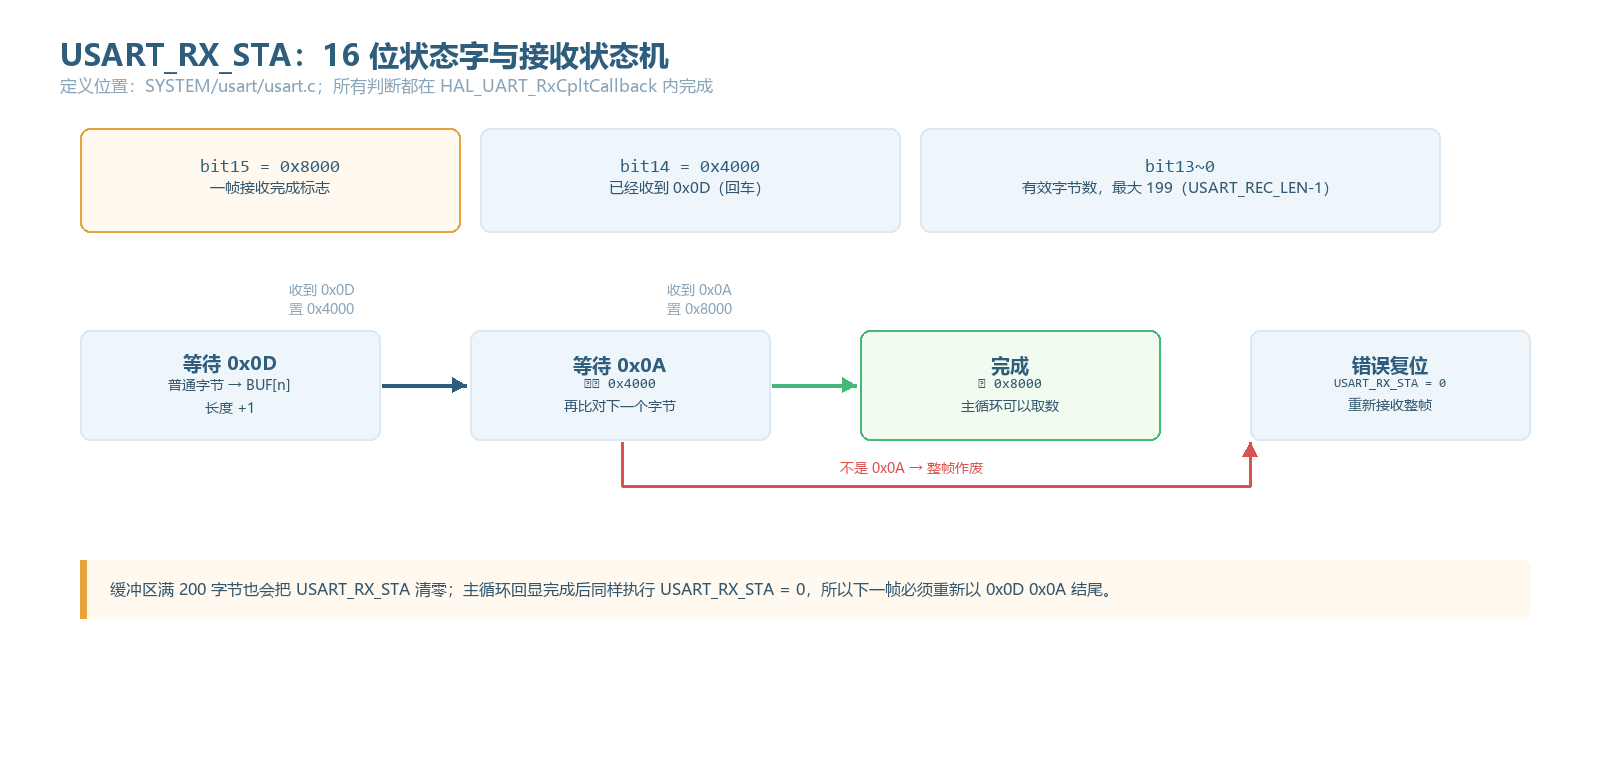 USART_RX_STA：16 位状态字与接收状态机
定义位置：SYSTEM/usart/usart.c；所有判断都在 HAL_UART_RxCpltCallback 内完成
bit15 = 0x8000
一帧接收完成标志
bit14 = 0x4000
已经收到 0x0D（回车）
bit13~0
有效字节数，最大 199（USART_REC_LEN-1）
收到 0x0D
置 0x4000
收到 0x0A
置 0x8000
等待 0x0D
普通字节 → BUF[n]
长度 +1
等待 0x0A
0x4000
再比对下一个字节
完成
0x8000
主循环可以取数
错误复位
USART_RX_STA = 0
重新接收整帧
不是 0x0A → 整帧作废
缓冲区满 200 字节也会把 USART_RX_STA 清零；主循环回显完成后同样执行 USART_RX_STA = 0，所以下一帧必须重新以 0x0D 0x0A 结尾。